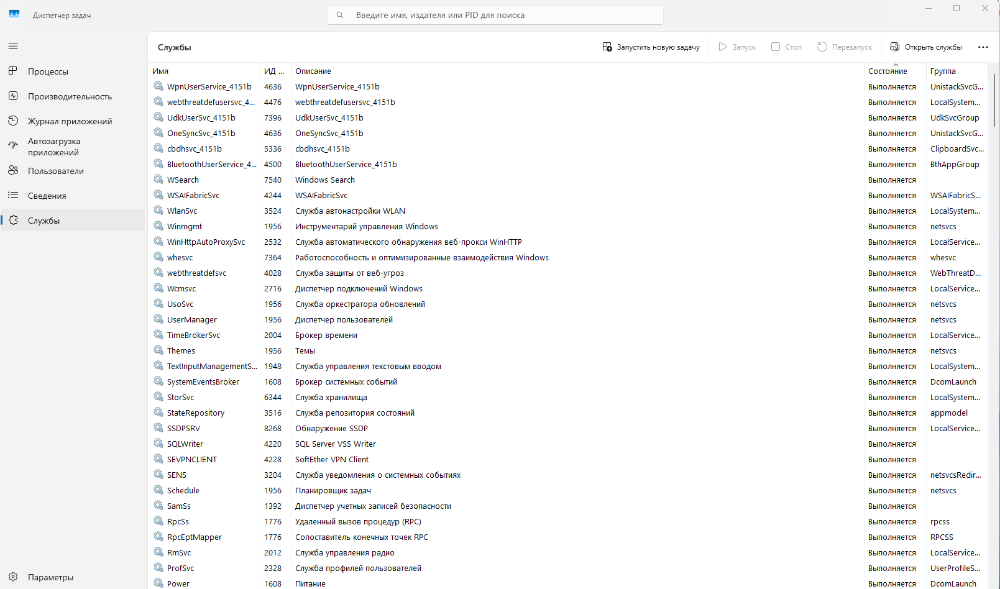 Диспетчер задач
Введите имя, издателя или PID для поиска
Процессы
Производительность
Журнал приложений
Автозагрузка
приложений
Пользователи
Сведения
Службы
Параметры
Службы
Запустить новую задачу Запуск Стоп Перезапуск Открыть службы
Имя ИД ... Описание Состояние Группа
WpnUserService_4151b 4636 WpnUserService_4151b Выполняется UnistackSvcG...
webthreatdefusersvc_4... 4476 webthreatdefusersvc_4151b Выполняется LocalSystem...
UdkUserSvc_4151b 7396 UdkUserSvc_4151b Выполняется UdkSvcGroup
OneSyncSvc_4151b 4636 OneSyncSvc_4151b Выполняется UnistackSvcG...
cbdhsvc_4151b 5336 cbdhsvc_4151b Выполняется ClipboardSvc...
BluetoothUserService_4... 4500 BluetoothUserService_4151b Выполняется BthAppGroup
WSearch 7540 Windows Search Выполняется
WSAIFabricSvc 4244 WSAIFabricSvc Выполняется WSAIFabricS...
WlanSvc 3524 Служба автонастройки WLAN Выполняется LocalSystem...
Winmgmt 1956 Инструментарий управления Windows Выполняется netsvcs
WinHttpAutoProxySvc 2532 Служба автоматического обнаружения веб-прокси WinHTTP Выполняется LocalService...
whesvc 7364 Работоспособность и оптимизированные взаимодействия Windows Выполняется whesvc
webthreatdefsvc 4028 Служба защиты от веб-угроз Выполняется WebThreatD...
Wcmsvc 2716 Диспетчер подключений Windows Выполняется LocalService...
UsoSvc 1956 Служба оркестратора обновлений Выполняется netsvcs
UserManager 1956 Диспетчер пользователей Выполняется netsvcs
TimeBrokerSvc 2004 Брокер времени Выполняется LocalService...
Themes 1956 Темы Выполняется netsvcs
TextInputManagementS... 1948 Служба управления текстовым вводом Выполняется LocalSystem...
SystemEventsBroker 1608 Брокер системных событий Выполняется DcomLaunch
StorSvc 6344 Служба хранилища Выполняется LocalSystem...
StateRepository 3516 Служба репозитория состояний Выполняется appmodel
SSDPSRV 8268 Обнаружение SSDP Выполняется LocalService...
SQLWriter 4220 SQL Server VSS Writer Выполняется
SEVPNCLIENT 4228 SoftEther VPN Client Выполняется
SENS 3204 Служба уведомления о системных событиях Выполняется netsvcsRedir...
Schedule 1956 Планировщик задач Выполняется netsvcs
SamSs 1392 Диспетчер учетных записей безопасности Выполняется
RpcSs 1776 Удаленный вызов процедур (RPC) Выполняется rpcss
RpcEptMapper 1776 Сопоставитель конечных точек RPC Выполняется RPCSS
RmSvc 2012 Служба управления радио Выполняется LocalService...
ProfSvc 2328 Служба профилей пользователей Выполняется UserProfileS...
Power 1608 Питание Выполняется DcomLaunch